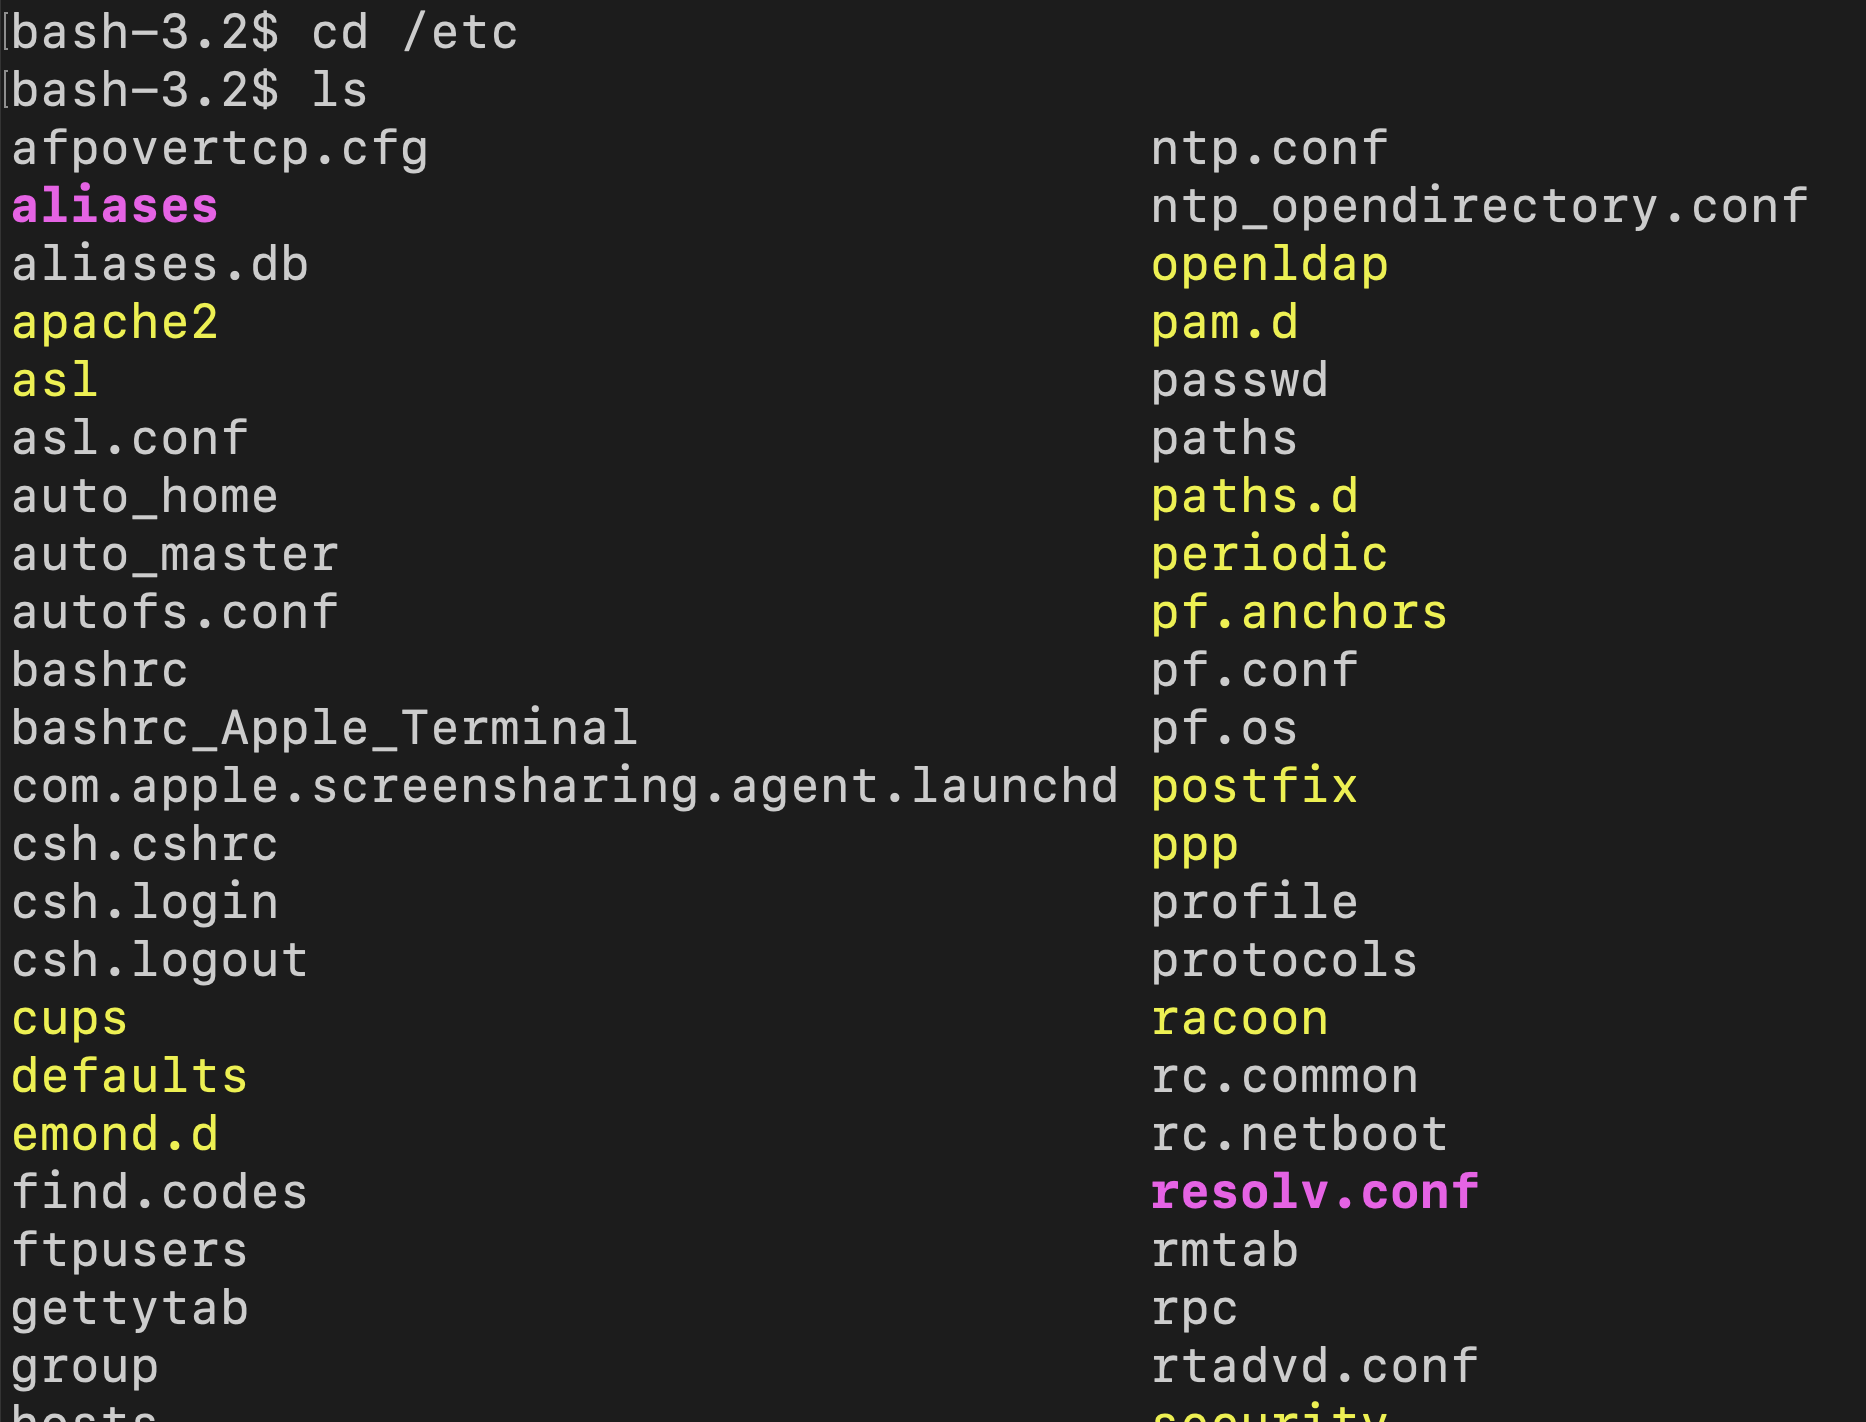 bash-3.2$ cd /etc
bash-3.2$ ls
afpovertcp.cfg ntp.conf
aliases ntp_opendirectory.conf
aliases.db openldap
apache2 pam.d
asl passwd
asl.conf paths
auto_home paths.d
auto_master periodic
autofs.conf pf.anchors
bashrc pf.conf
bashrc_Apple_Terminal pf.os
com.apple.screensharing.agent.launchd postfix
csh.cshrc ppp
csh.login profile
csh.logout protocols
cups racoon
defaults rc.common
emond.d rc.netboot
find.codes resolv.conf
ftpusers rmtab
gettytab rpc
group rtadvd.conf
hosts security